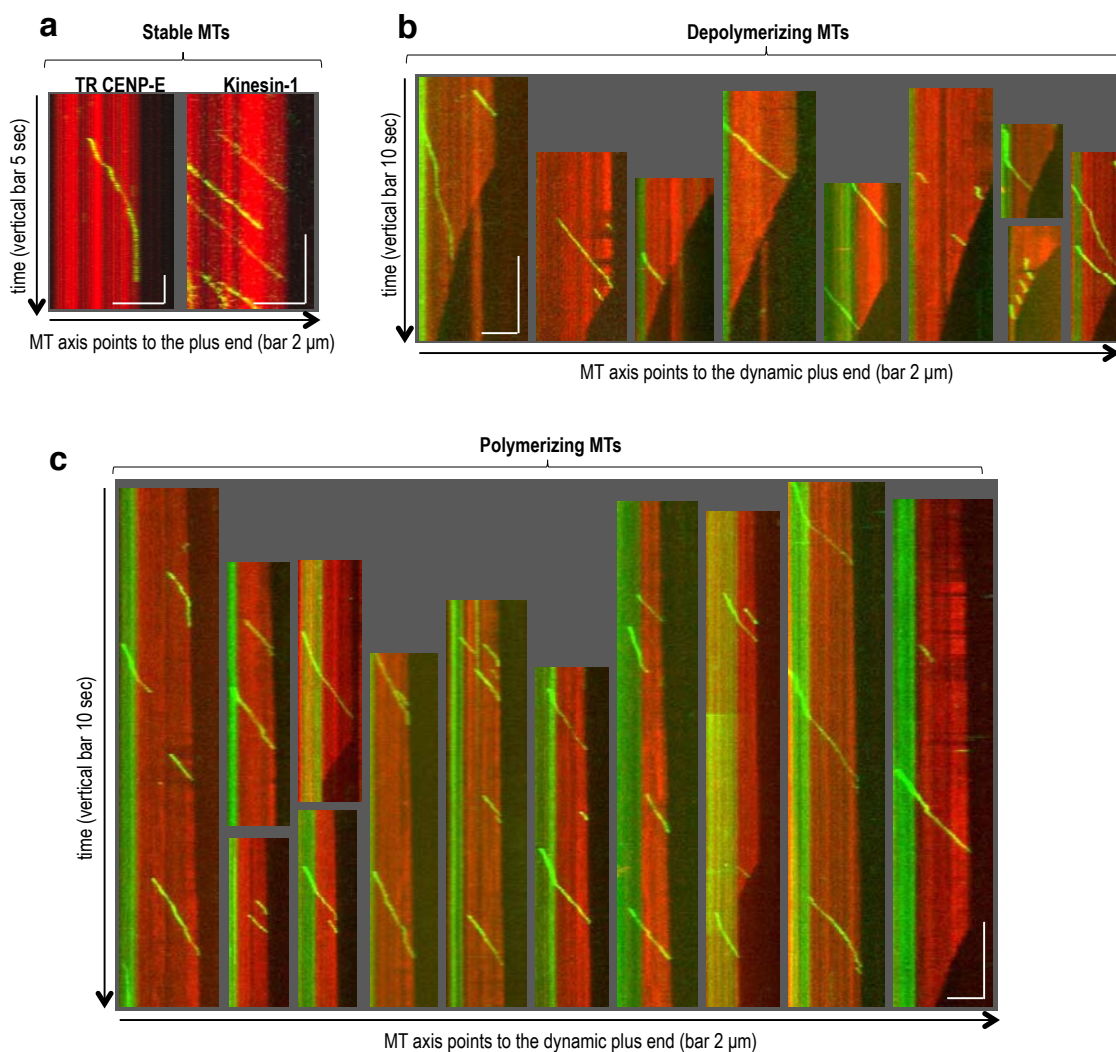 a
Stable MTs
TR CENP-E Kinesin-1
time (vertical bar 5 sec)
MT axis points to the plus end (bar 2 µm)
b
Depolymerizing MTs
time (vertical bar 10 sec)
MT axis points to the dynamic plus end (bar 2 µm)
c
Polymerizing MTs
time (vertical bar 10 sec)
MT axis points to the dynamic plus end (bar 2 µm)